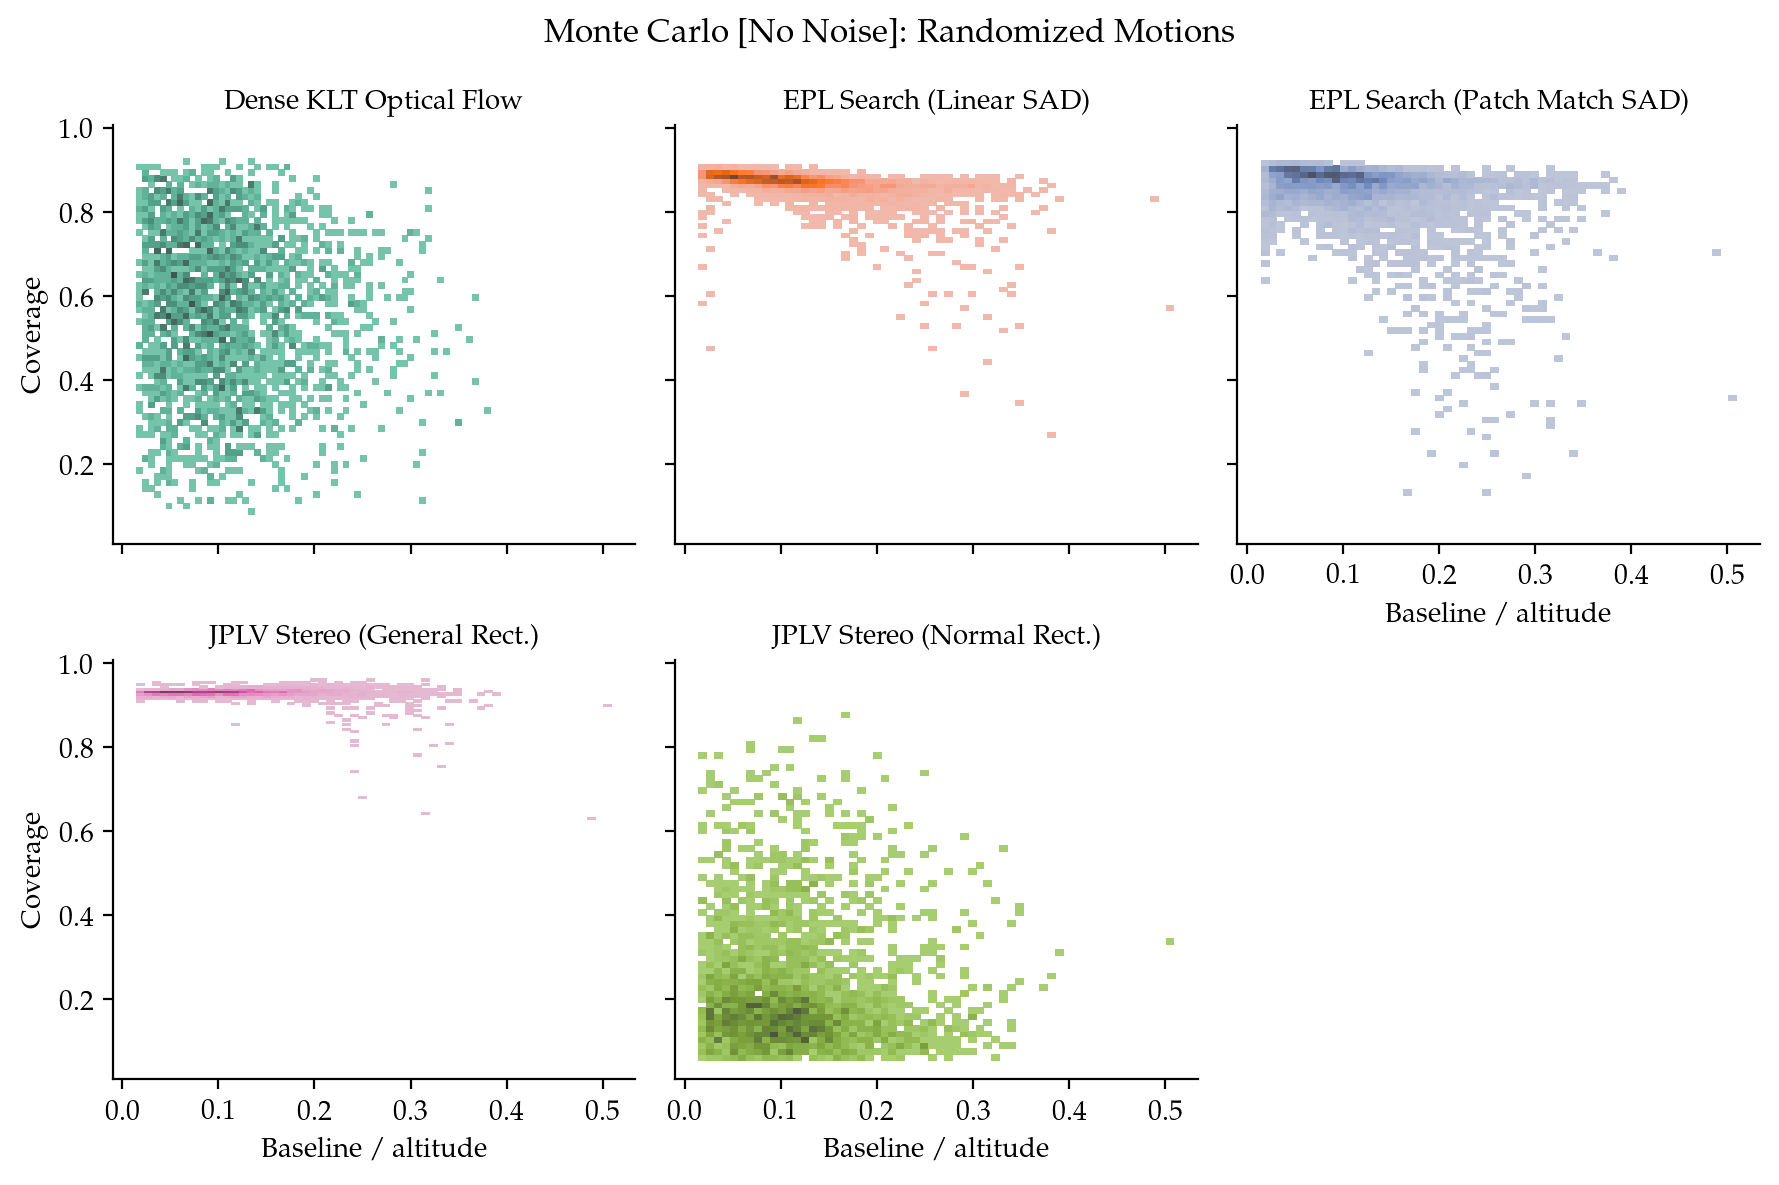 Monte Carlo [No Noise]: Randomized Motions
Dense KLT Optical Flow
EPL Search (Linear SAD)
EPL Search (Patch Match SAD)
1.0
0.8
0.6
0.4
0.2
Coverage
0.0 0.1 0.2 0.3 0.4 0.5
Baseline / altitude
JPLV Stereo (General Rect.)
JPLV Stereo (Normal Rect.)
1.0
0.8
0.6
0.4
0.2
Coverage
0.0 0.1 0.2 0.3 0.4 0.5
Baseline / altitude
0.0 0.1 0.2 0.3 0.4 0.5
Baseline / altitude